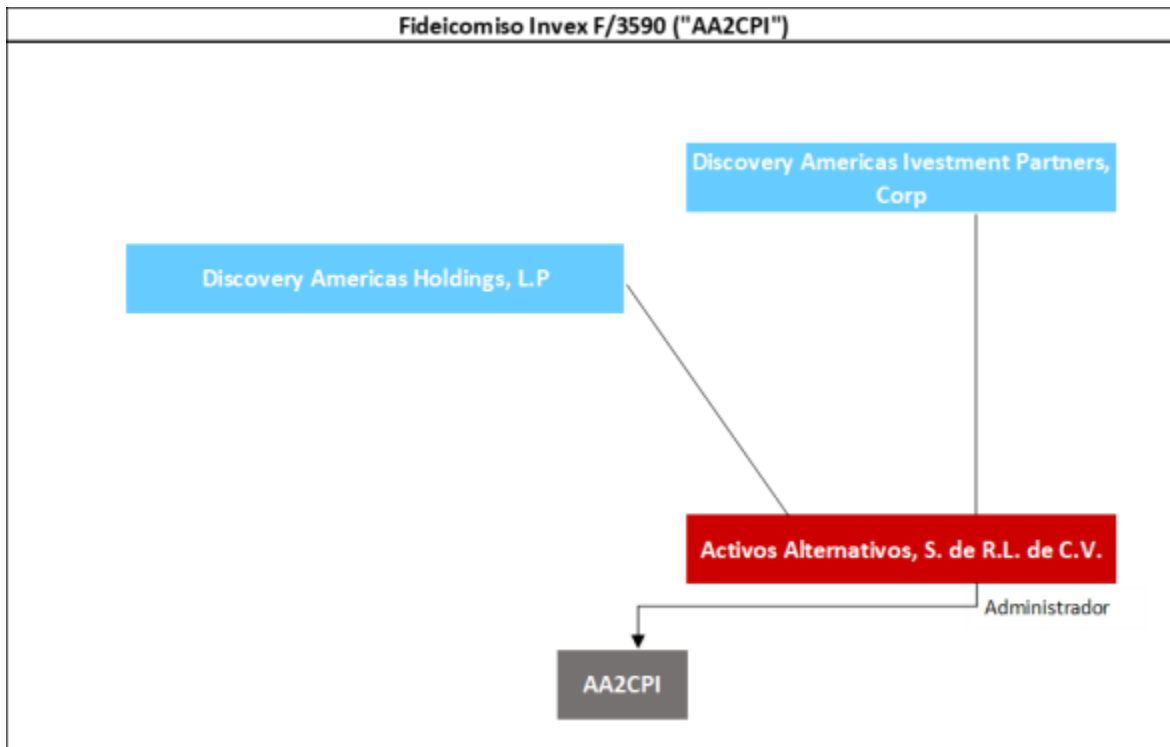 Fideicomiso Invex F/3590 ("AA2CPI")
Discovery Americas Ivestment Partners,
Corp
Discovery Americas Holdings, L.P
Activos Alternativos, S. de R.L. de C.V.
Administrador
AA2CPI